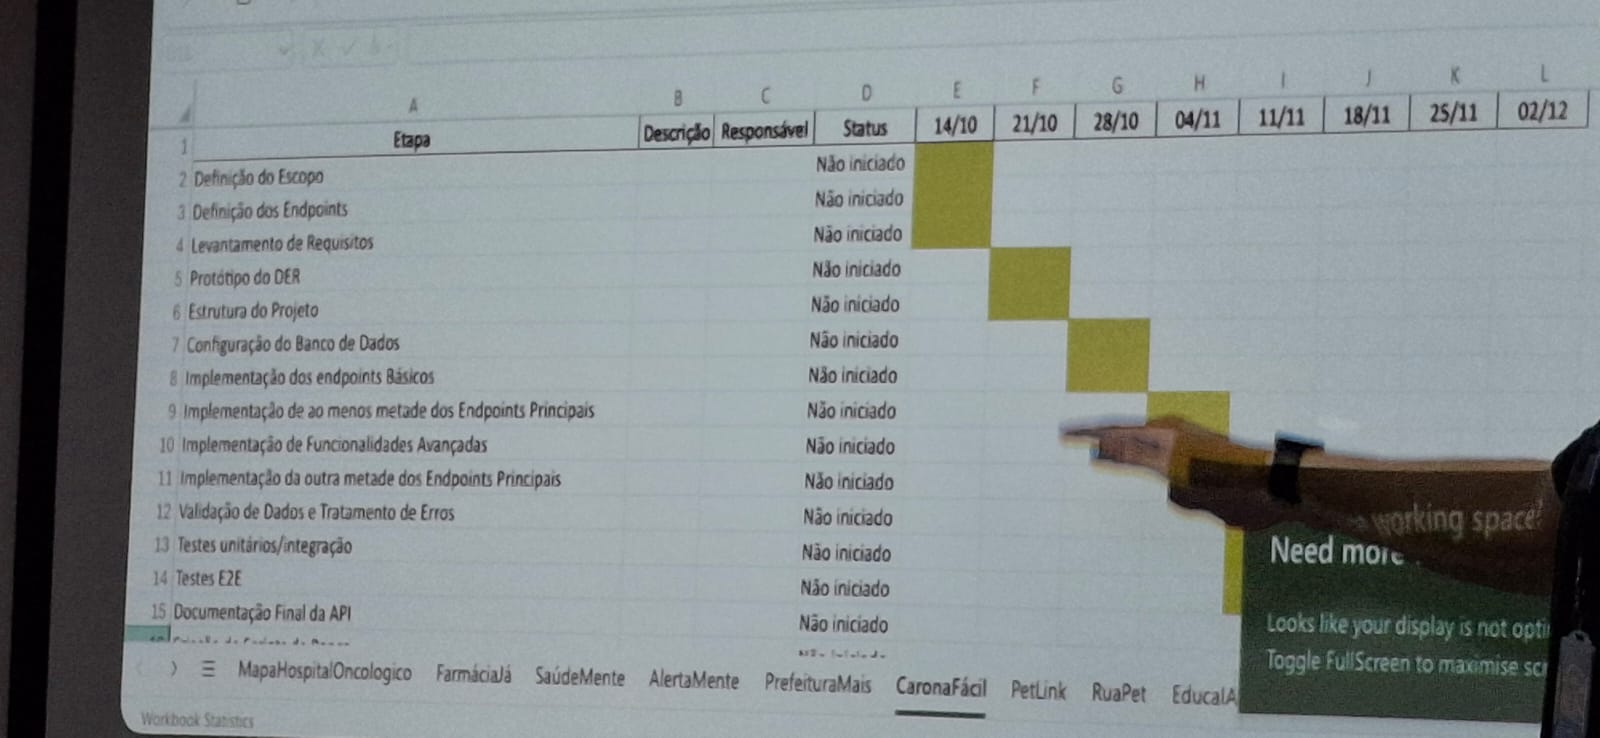 A B C D E F G H I J K L
1 Etapa Descrição Responsável Status 14/10 21/10 28/10 04/11 11/11 18/11 25/11 02/12
2 Definição do Escopo Não iniciado
3 Definição dos Endpoints Não iniciado
4 Levantamento de Requisitos Não iniciado
5 Protótipo do DER Não iniciado
6 Estrutura do Projeto Não iniciado
7 Configuração do Banco de Dados Não iniciado
8 Implementação dos endpoints Básicos Não iniciado
9 Implementação de ao menos metade dos Endpoints Principais Não iniciado
10 Implementação de Funcionalidades Avançadas Não iniciado
11 Implementação da outra metade dos Endpoints Principais Não iniciado
12 Validação de Dados e Tratamento de Erros Não iniciado
13 Testes unitários/integração Não iniciado
14 Testes E2E Não iniciado
15 Documentação Final da API Não iniciado
working space
Need more
Looks like your display is not opti
Toggle FullScreen to maximise scr
MapaHospitalOncologico FarmáciaJá SaúdeMente AlertaMente PrefeituraMais CaronaFácil PetLink RuaPet EducaIA
Workbook Statistics